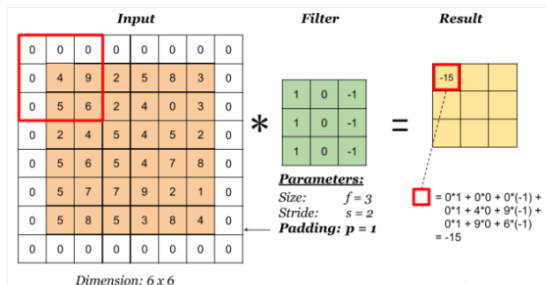 Input Filter Result
0 0 0 0 0 0 0 0
0 4 9 2 5 8 3 0
0 5 6 2 4 0 3 0
0 2 4 5 4 5 2 0
0 5 6 5 4 7 8 0
0 5 7 7 9 2 1 0
0 5 8 5 3 8 4 0
0 0 0 0 0 0 0 0
Dimension: 6 x 6
*
1 0 -1
1 0 -1
1 0 -1
Parameters:
Size: f = 3
Stride: s = 2
Padding: p = 1
=
-15
= 0*1 + 0*0 + 0*(-1) +
0*1 + 4*0 + 9*(-1) +
0*1 + 9*0 + 6*(-1)
= -15